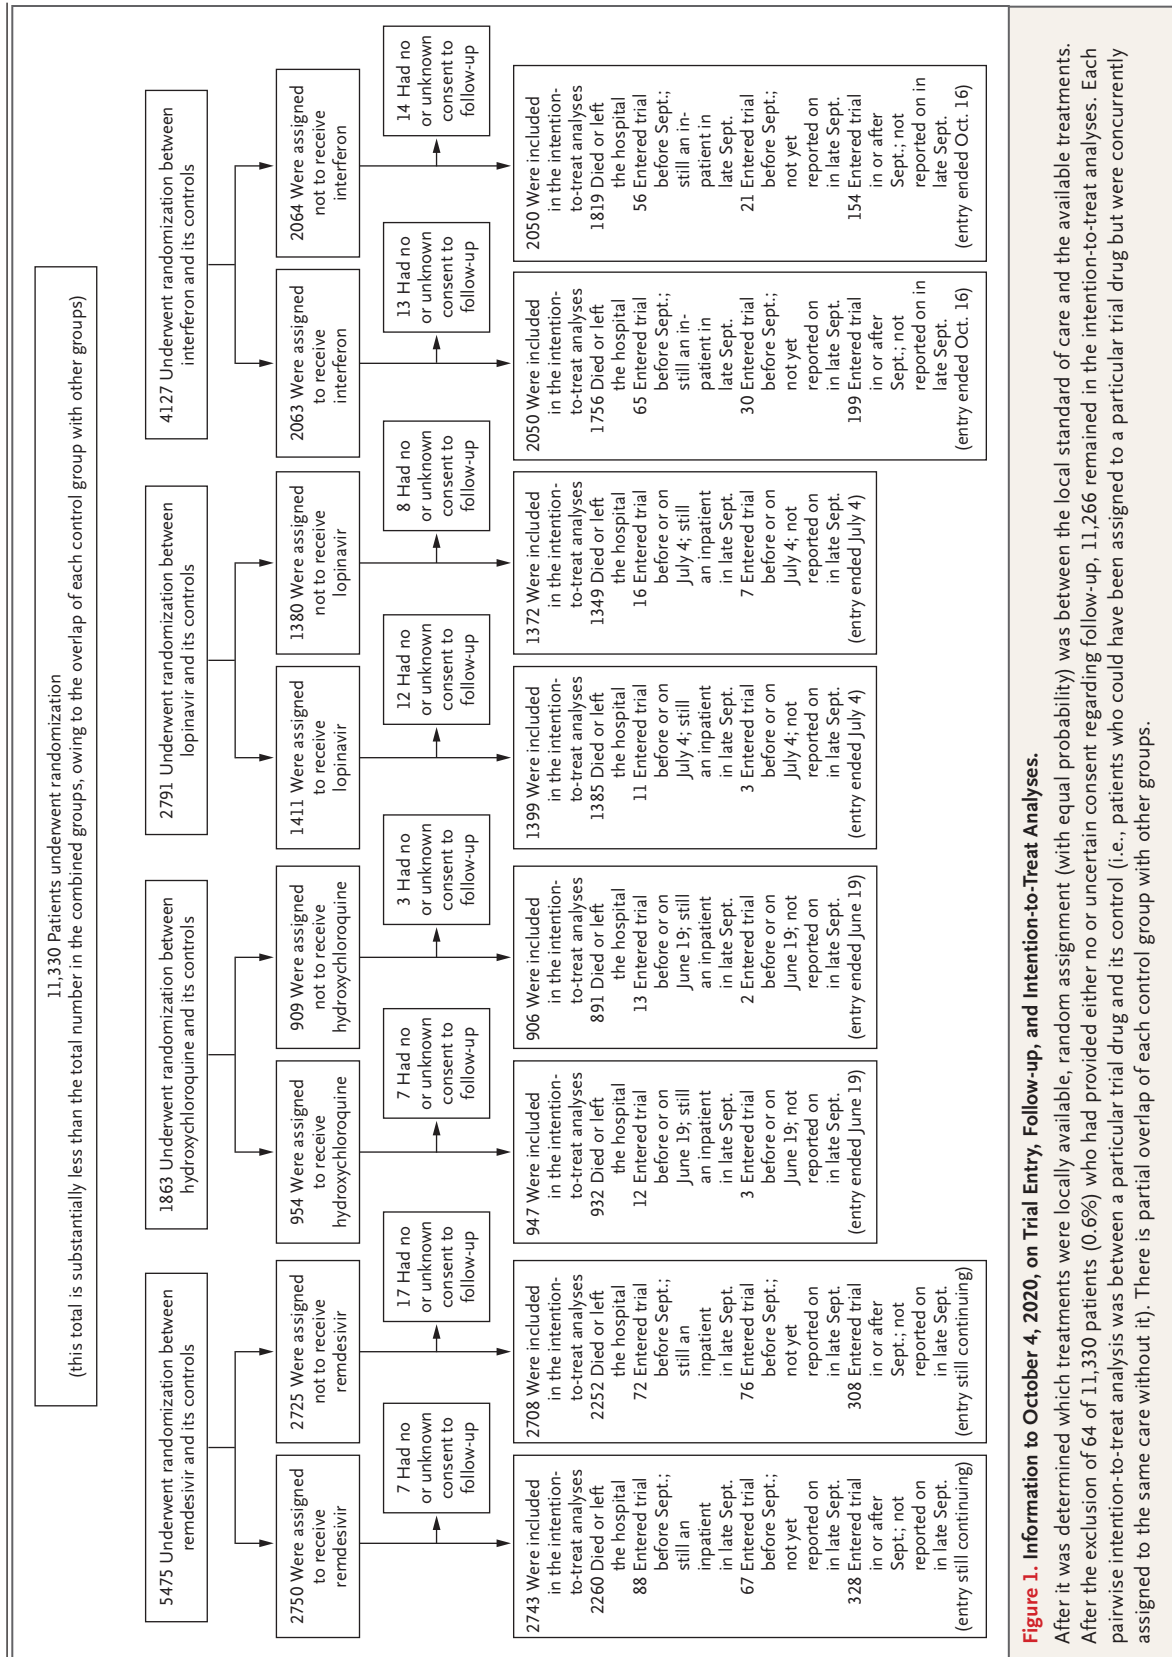 11,330 Patients underwent randomization
(this total is substantially less than the total number in the combined groups, owing to the overlap of each control group with other groups)
5475 Underwent randomization between
remdesivir and its controls
1863 Underwent randomization between
hydroxychloroquine and its controls
2791 Underwent randomization between
lopinavir and its controls
4127 Underwent randomization between
interferon and its controls
2750 Were assigned
to receive
remdesivir
2725 Were assigned
not to receive
remdesivir
954 Were assigned
to receive
hydroxychloroquine
909 Were assigned
not to receive
hydroxychloroquine
1411 Were assigned
to receive
lopinavir
1380 Were assigned
not to receive
lopinavir
2063 Were assigned
to receive
interferon
2064 Were assigned
not to receive
interferon
7 Had no
or unknown
consent to
follow-up
17 Had no
or unknown
consent to
follow-up
7 Had no
or unknown
consent to
follow-up
3 Had no
or unknown
consent to
follow-up
12 Had no
or unknown
consent to
follow-up
8 Had no
or unknown
consent to
follow-up
13 Had no
or unknown
consent to
follow-up
14 Had no
or unknown
consent to
follow-up
2743 Were included
in the intention-
to-treat analyses
2260 Died or left
the hospital
88 Entered trial
before Sept.;
still an
inpatient
in late Sept.
67 Entered trial
before Sept.;
not yet
reported on
in late Sept.
328 Entered trial
in or after
Sept.; not
reported on
in late Sept.
(entry still continuing)
2708 Were included
in the intention-
to-treat analyses
2252 Died or left
the hospital
72 Entered trial
before Sept.;
still an
inpatient
in late Sept.
76 Entered trial
before Sept.;
not yet
reported on
in late Sept.
308 Entered trial
in or after
Sept.; not
reported on
in late Sept.
(entry still continuing)
947 Were included
in the intention-
to-treat analyses
932 Died or left
the hospital
12 Entered trial
before or on
June 19; still
an inpatient
in late Sept.
3 Entered trial
before or on
June 19; not
reported on
in late Sept.
(entry ended June 19)
906 Were included
in the intention-
to-treat analyses
891 Died or left
the hospital
13 Entered trial
before or on
June 19; still
an inpatient
in late Sept.
2 Entered trial
before or on
June 19; not
reported on
in late Sept.
(entry ended June 19)
1399 Were included
in the intention-
to-treat analyses
1385 Died or left
the hospital
11 Entered trial
before or on
July 4; still
an inpatient
in late Sept.
3 Entered trial
before or on
July 4; not
reported on
in late Sept.
(entry ended July 4)
1372 Were included
in the intention-
to-treat analyses
1349 Died or left
the hospital
16 Entered trial
before or on
July 4; still
an inpatient
in late Sept.
7 Entered trial
before or on
July 4; not
reported on
in late Sept.
(entry ended July 4)
2050 Were included
in the intention-
to-treat analyses
1756 Died or left
the hospital
65 Entered trial
before Sept.;
still an in-
patient in
late Sept.
30 Entered trial
before Sept.;
not yet
reported on
in late Sept.
199 Entered trial
in or after
Sept.; not
reported on in
late Sept.
(entry ended Oct. 16)
2050 Were included
in the intention-
to-treat analyses
1819 Died or left
the hospital
56 Entered trial
before Sept.;
still an in-
patient in
late Sept.
21 Entered trial
before Sept.;
not yet
reported on
in late Sept.
154 Entered trial
in or after
Sept.; not
reported on in
late Sept.
(entry ended Oct. 16)
Figure 1. Information to October 4, 2020, on Trial Entry, Follow-up, and Intention-to-Treat Analyses.
After it was determined which treatments were locally available, random assignment (with equal probability) was between the local standard of care and the available treatments.
After the exclusion of 64 of 11,330 patients (0.6%) who had provided either no or uncertain consent regarding follow-up, 11,266 remained in the intention-to-treat analyses. Each
pairwise intention-to-treat analysis was between a particular trial drug and its control (i.e., patients who could have been assigned to a particular trial drug but were concurrently
assigned to the same care without it). There is partial overlap of each control group with other groups.